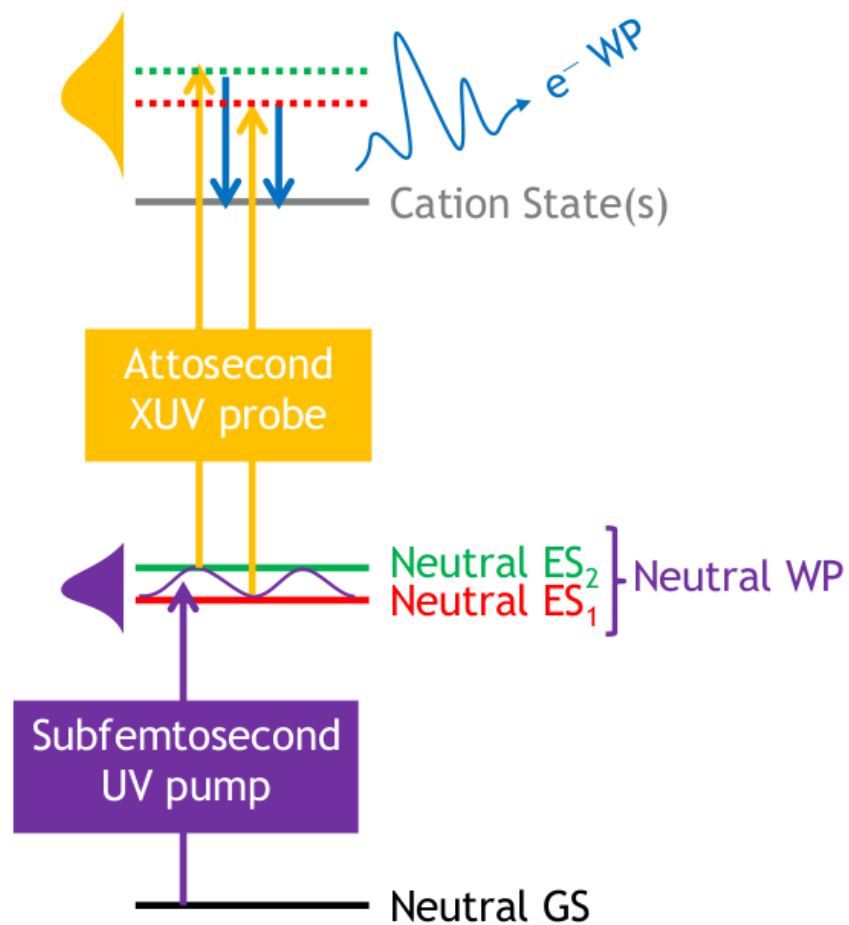 e⁻ WP
Cation State(s)
Attosecond
XUV probe
Neutral ES₂
Neutral ES₁
Neutral WP
Subfemtosecond
UV pump
Neutral GS